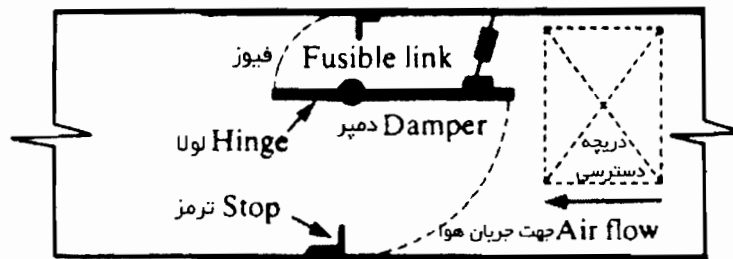 فیوز
Fusible link
دمپر Damper
لولا Hinge
دریچه
دسترسی
ترمز Stop
جهت جریان هوا Air flow